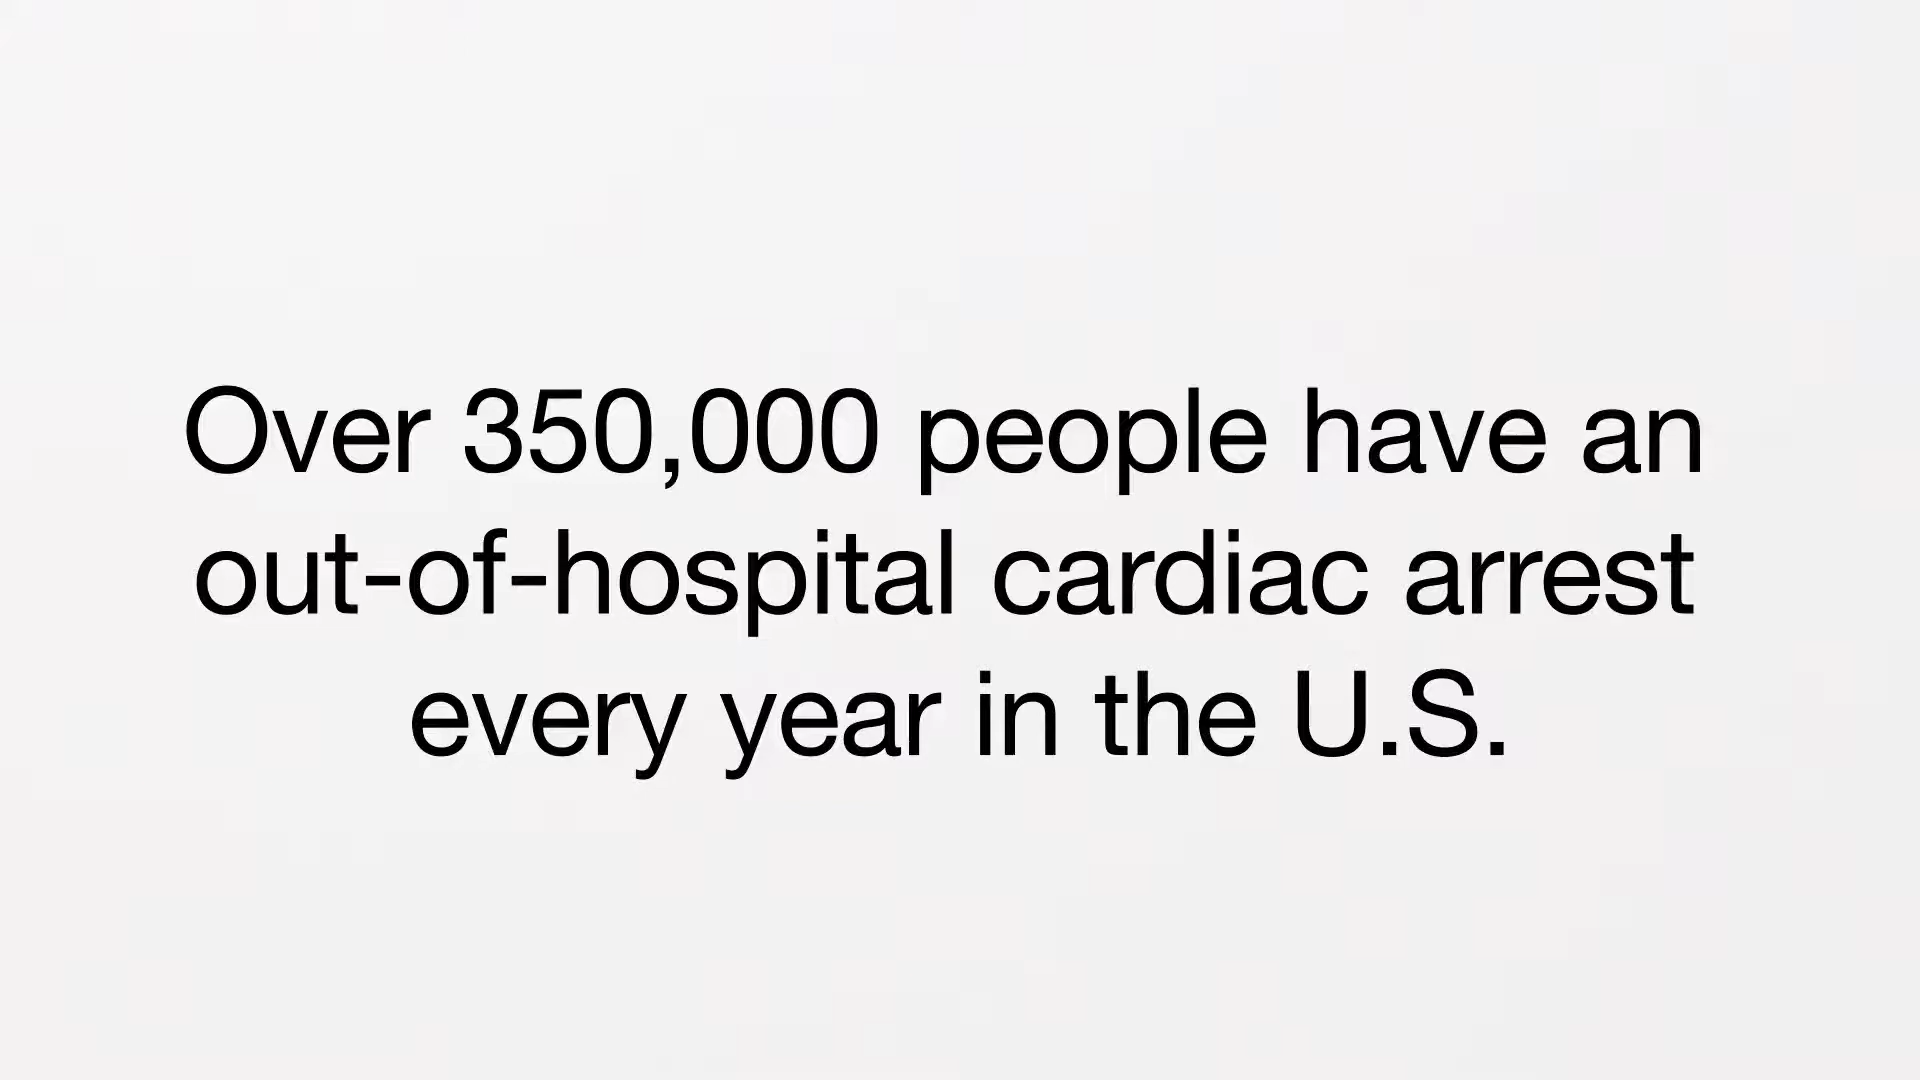 Over 350,000 people have an
out-of-hospital cardiac arrest
every year in the U.S.